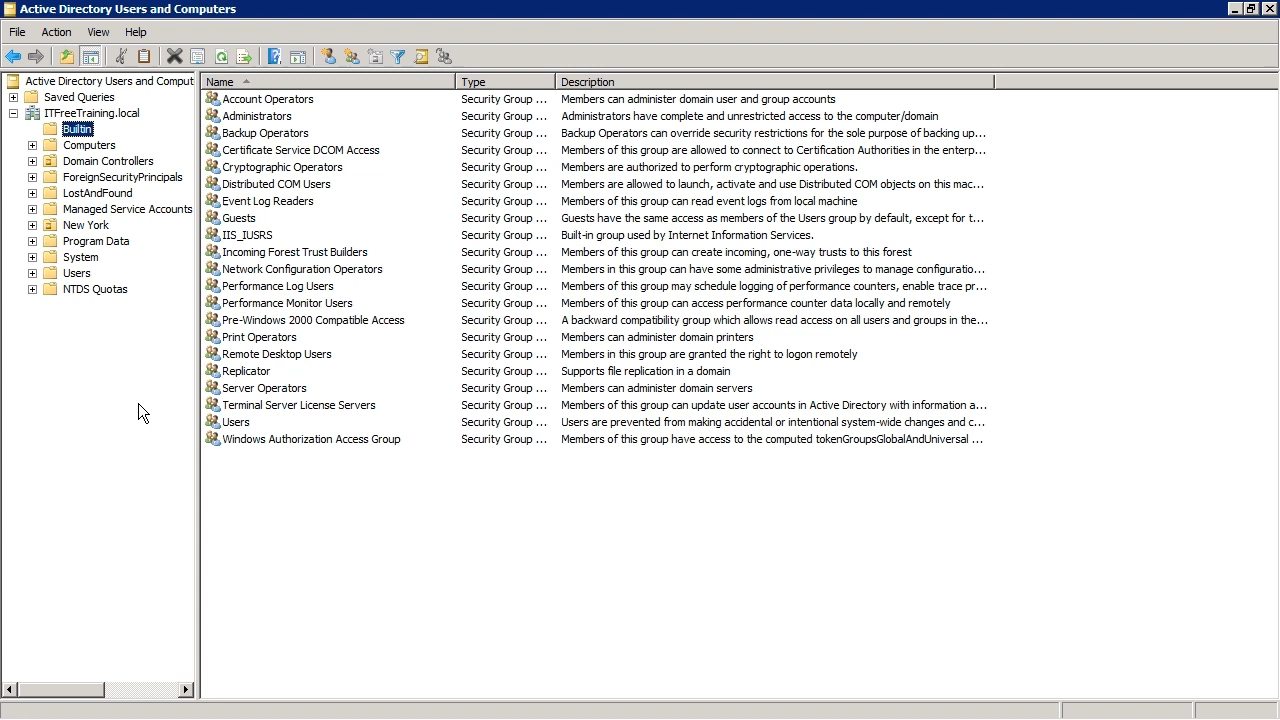 Active Directory Users and Computers
File Action View Help
Active Directory Users and Comput
Saved Queries
ITFreeTraining.local
Builtin
Computers
Domain Controllers
ForeignSecurityPrincipals
LostAndFound
Managed Service Accounts
New York
Program Data
System
Users
NTDS Quotas
Name Type Description
Account Operators Security Group ... Members can administer domain user and group accounts
Administrators Security Group ... Administrators have complete and unrestricted access to the computer/domain
Backup Operators Security Group ... Backup Operators can override security restrictions for the sole purpose of backing up...
Certificate Service DCOM Access Security Group ... Members of this group are allowed to connect to Certification Authorities in the enterp...
Cryptographic Operators Security Group ... Members are authorized to perform cryptographic operations.
Distributed COM Users Security Group ... Members are allowed to launch, activate and use Distributed COM objects on this mac...
Event Log Readers Security Group ... Members of this group can read event logs from local machine
Guests Security Group ... Guests have the same access as members of the Users group by default, except for t...
IIS_IUSRS Security Group ... Built-in group used by Internet Information Services.
Incoming Forest Trust Builders Security Group ... Members of this group can create incoming, one-way trusts to this forest
Network Configuration Operators Security Group ... Members in this group can have some administrative privileges to manage configuratio...
Performance Log Users Security Group ... Members of this group may schedule logging of performance counters, enable trace pr...
Performance Monitor Users Security Group ... Members of this group can access performance counter data locally and remotely
Pre-Windows 2000 Compatible Access Security Group ... A backward compatibility group which allows read access on all users and groups in the...
Print Operators Security Group ... Members can administer domain printers
Remote Desktop Users Security Group ... Members in this group are granted the right to logon remotely
Replicator Security Group ... Supports file replication in a domain
Server Operators Security Group ... Members can administer domain servers
Terminal Server License Servers Security Group ... Members of this group can update user accounts in Active Directory with information a...
Users Security Group ... Users are prevented from making accidental or intentional system-wide changes and c...
Windows Authorization Access Group Security Group ... Members of this group have access to the computed tokenGroupsGlobalAndUniversal ...